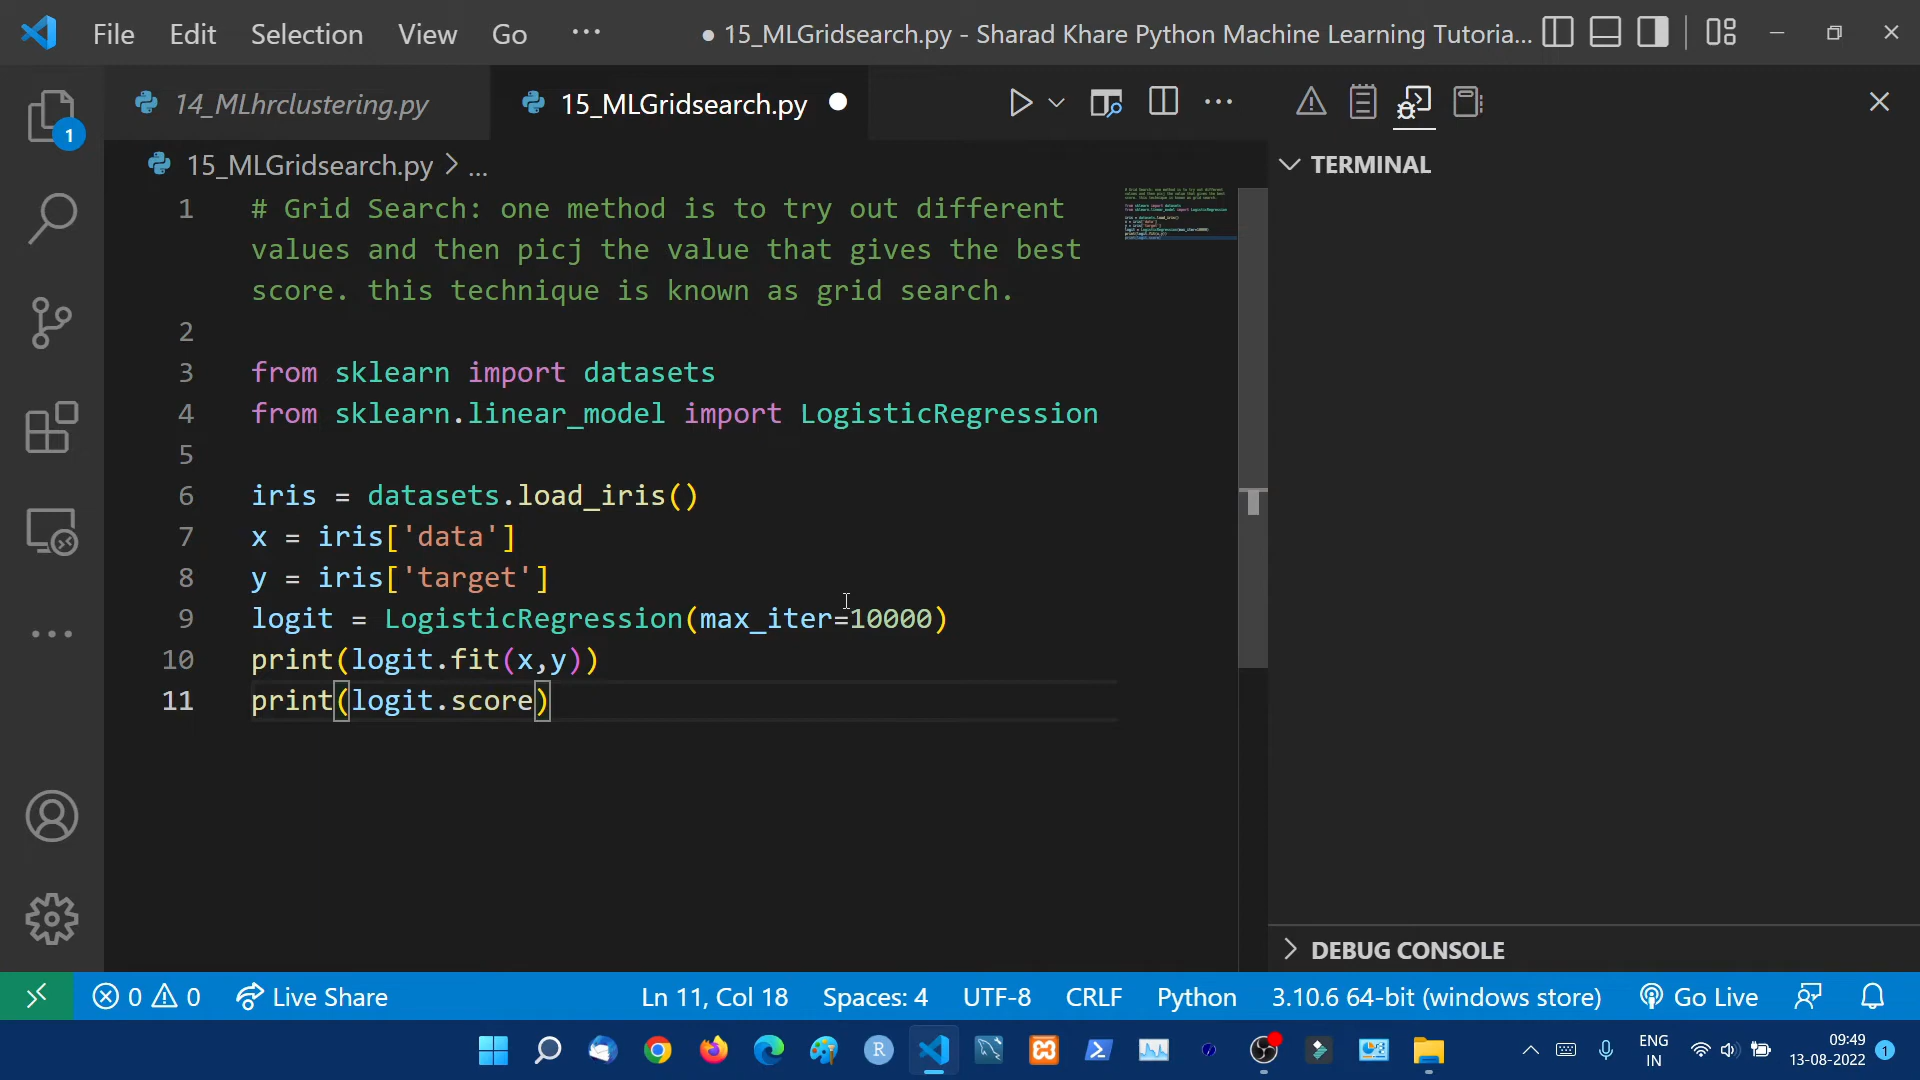 File Edit Selection View Go ··· ● 15_MLGridsearch.py - Sharad Khare Python Machine Learning Tutoria...
14_MLhrclustering.py 15_MLGridsearch.py
15_MLGridsearch.py > ...
TERMINAL
1 # Grid Search: one method is to try out different
values and then picj the value that gives the best
score. this technique is known as grid search.
2
3 from sklearn import datasets
4 from sklearn.linear_model import LogisticRegression
5
6 iris = datasets.load_iris()
7 x = iris['data']
8 y = iris['target']
9 logit = LogisticRegression(max_iter=10000)
10 print(logit.fit(x,y))
11 print(logit.score)
1
DEBUG CONSOLE
0 0 Live Share Ln 11, Col 18 Spaces: 4 UTF-8 CRLF Python 3.10.6 64-bit (windows store) Go Live
R
ENG
IN
09:49
13-08-2022
1